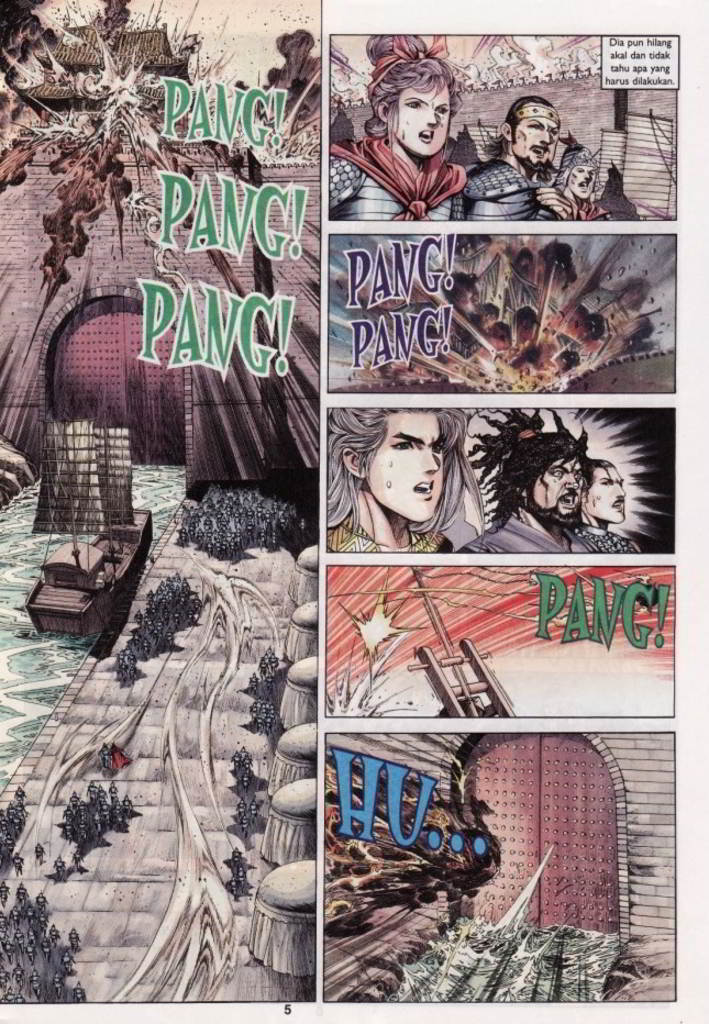 PANG!
PANG!
PANG!
Dia pun hilang
akal dan tidak
tahu apa yang
harus dilakukan.
PANG!
PANG!
PANG!
HU...
5